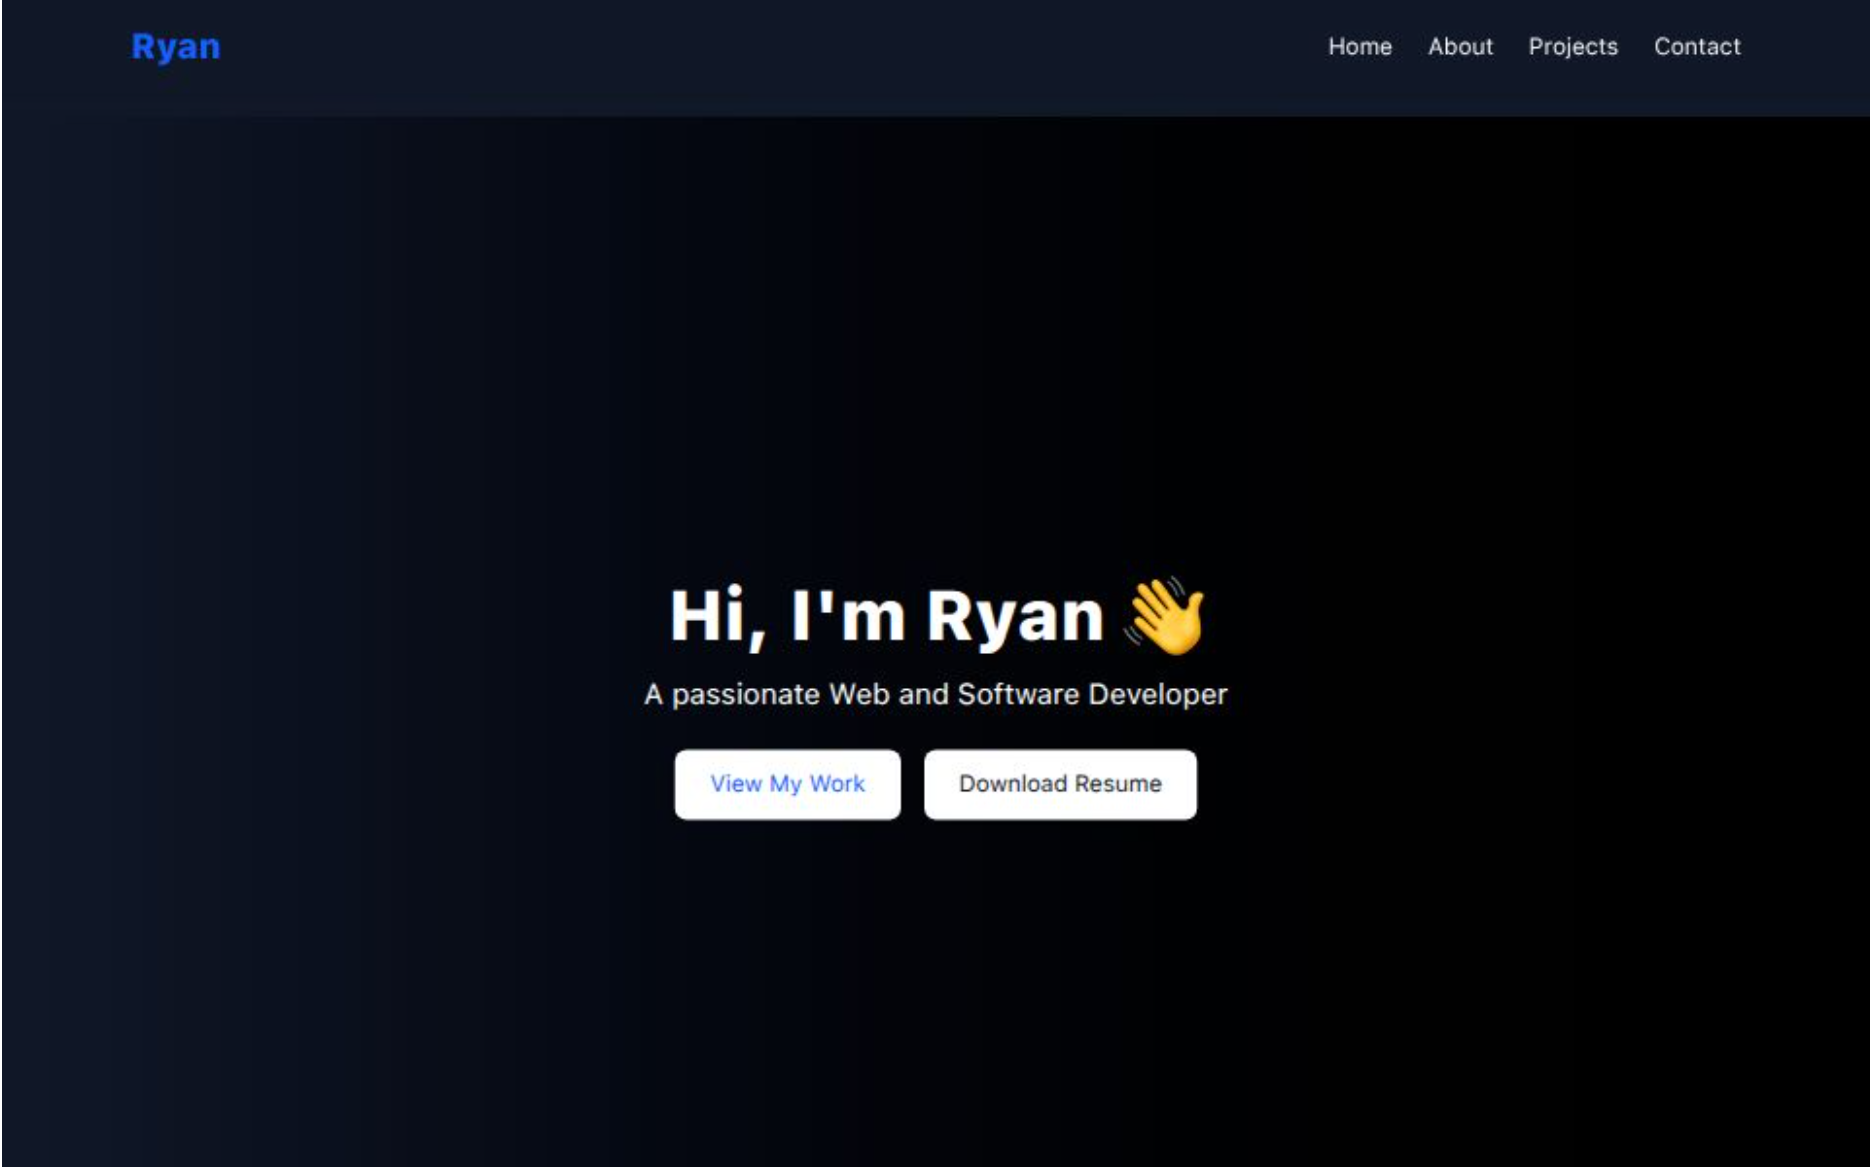 Ryan
Home About Projects Contact
Hi, I'm Ryan 👋
A passionate Web and Software Developer
View My Work Download Resume